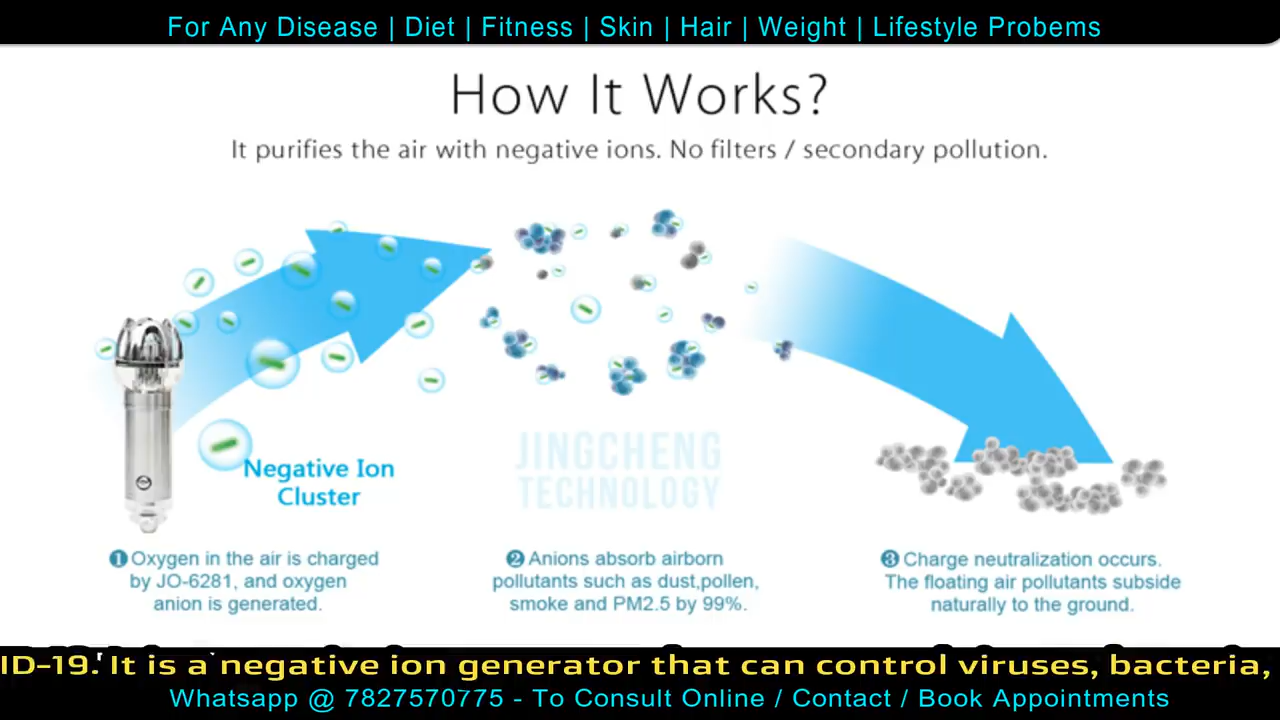 For Any Disease | Diet | Fitness | Skin | Hair | Weight | Lifestyle Probems
How It Works?
It purifies the air with negative ions. No filters / secondary pollution.
Negative Ion
Cluster
JINGCHENG
TECHNOLOGY
❶ Oxygen in the air is charged
by JO-6281, and oxygen
anion is generated.
❷ Anions absorb airborn
pollutants such as dust,pollen,
smoke and PM2.5 by 99%.
❸ Charge neutralization occurs.
The floating air pollutants subside
naturally to the ground.
ID-19. It is a negative ion generator that can control viruses, bacteria,
Whatsapp @ 7827570775 - To Consult Online / Contact / Book Appointments